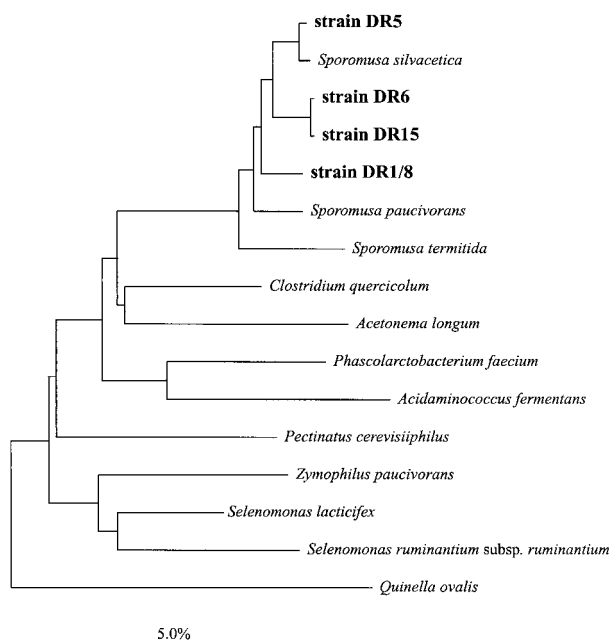 strain DR5
Sporomusa silvacetica
strain DR6
strain DR15
strain DR1/8
Sporomusa paucivorans
Sporomusa termitida
Clostridium quercicolum
Acetonema longum
Phascolarctobacterium faecium
Acidaminococcus fermentans
Pectinatus cerevisiiphilus
Zymophilus paucivorans
Selenomonas lacticifex
Selenomonas ruminantium subsp. ruminantium
Quinella ovalis
5.0%